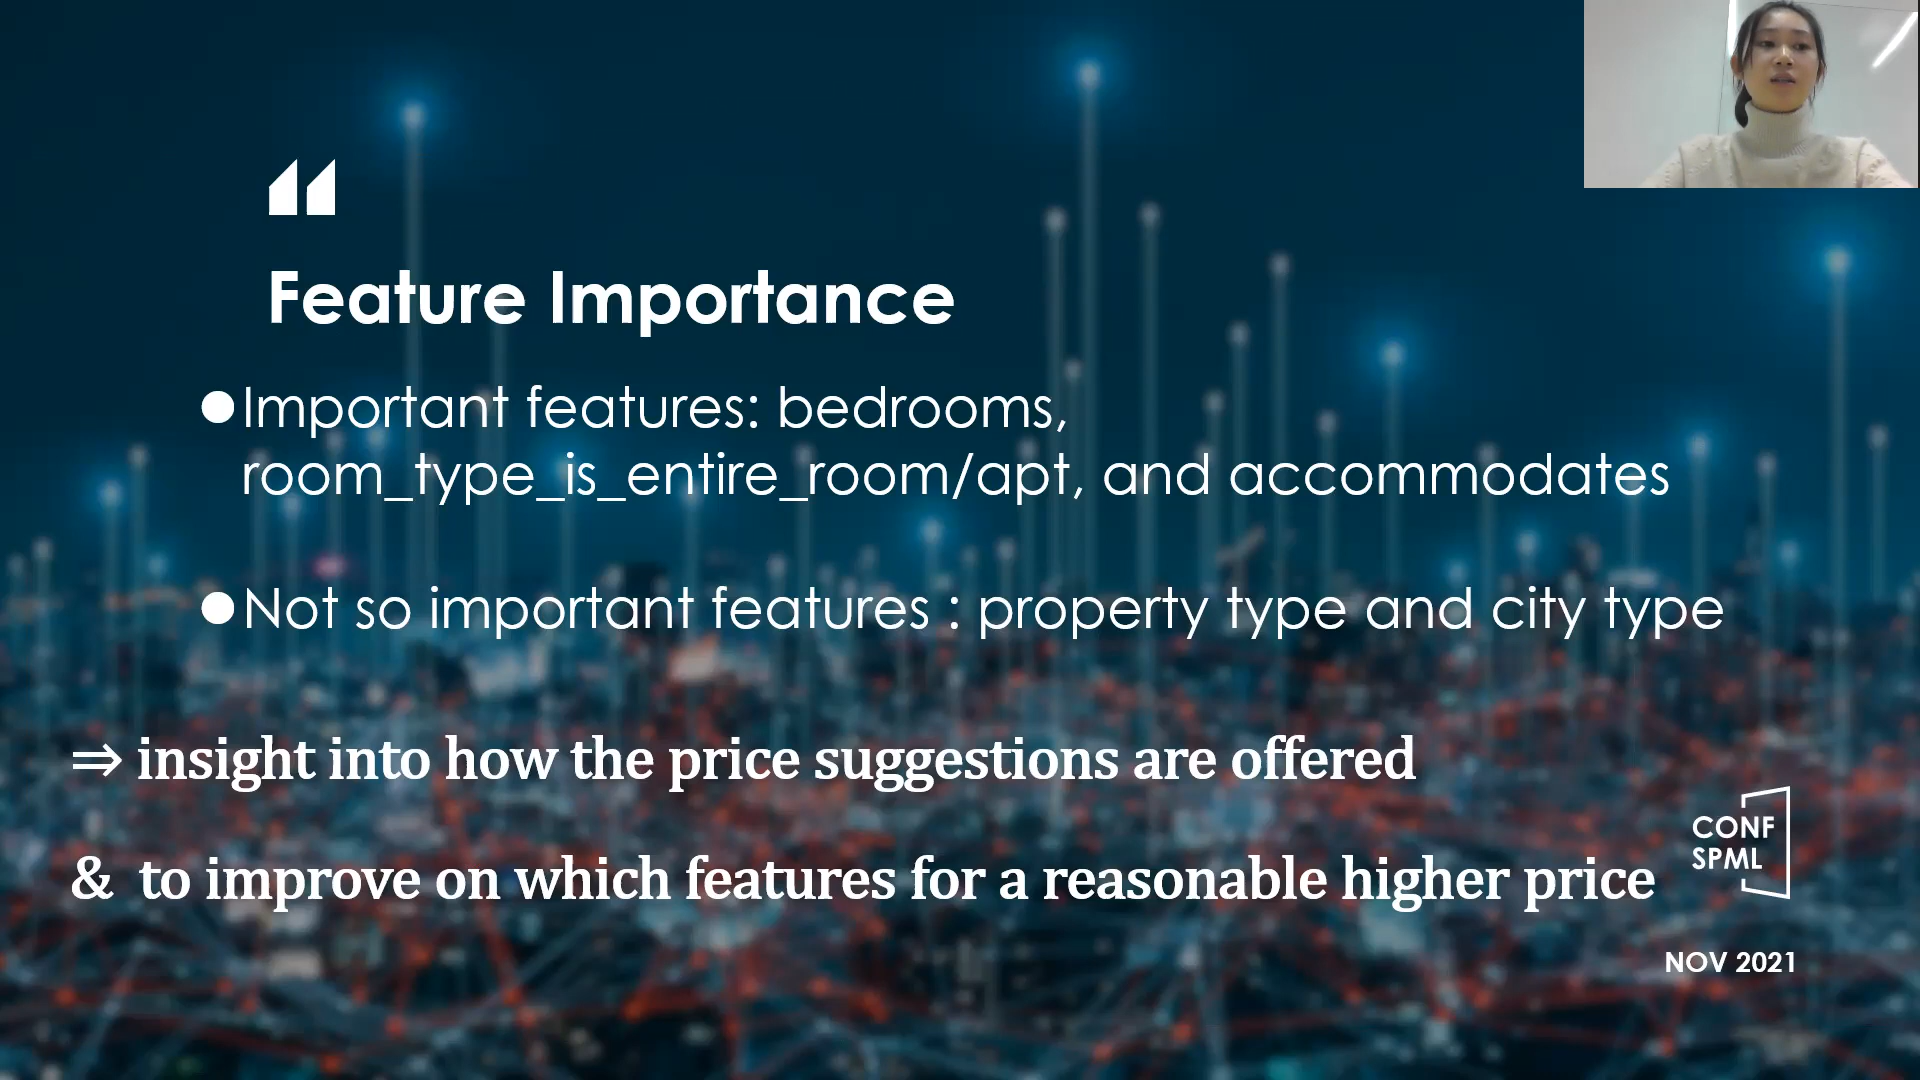 Feature Importance
Important features: bedrooms,
room_type_is_entire_room/apt, and accommodates
Not so important features : property type and city type
⇒ insight into how the price suggestions are offered
& to improve on which features for a reasonable higher price
CONF
SPML
NOV 2021